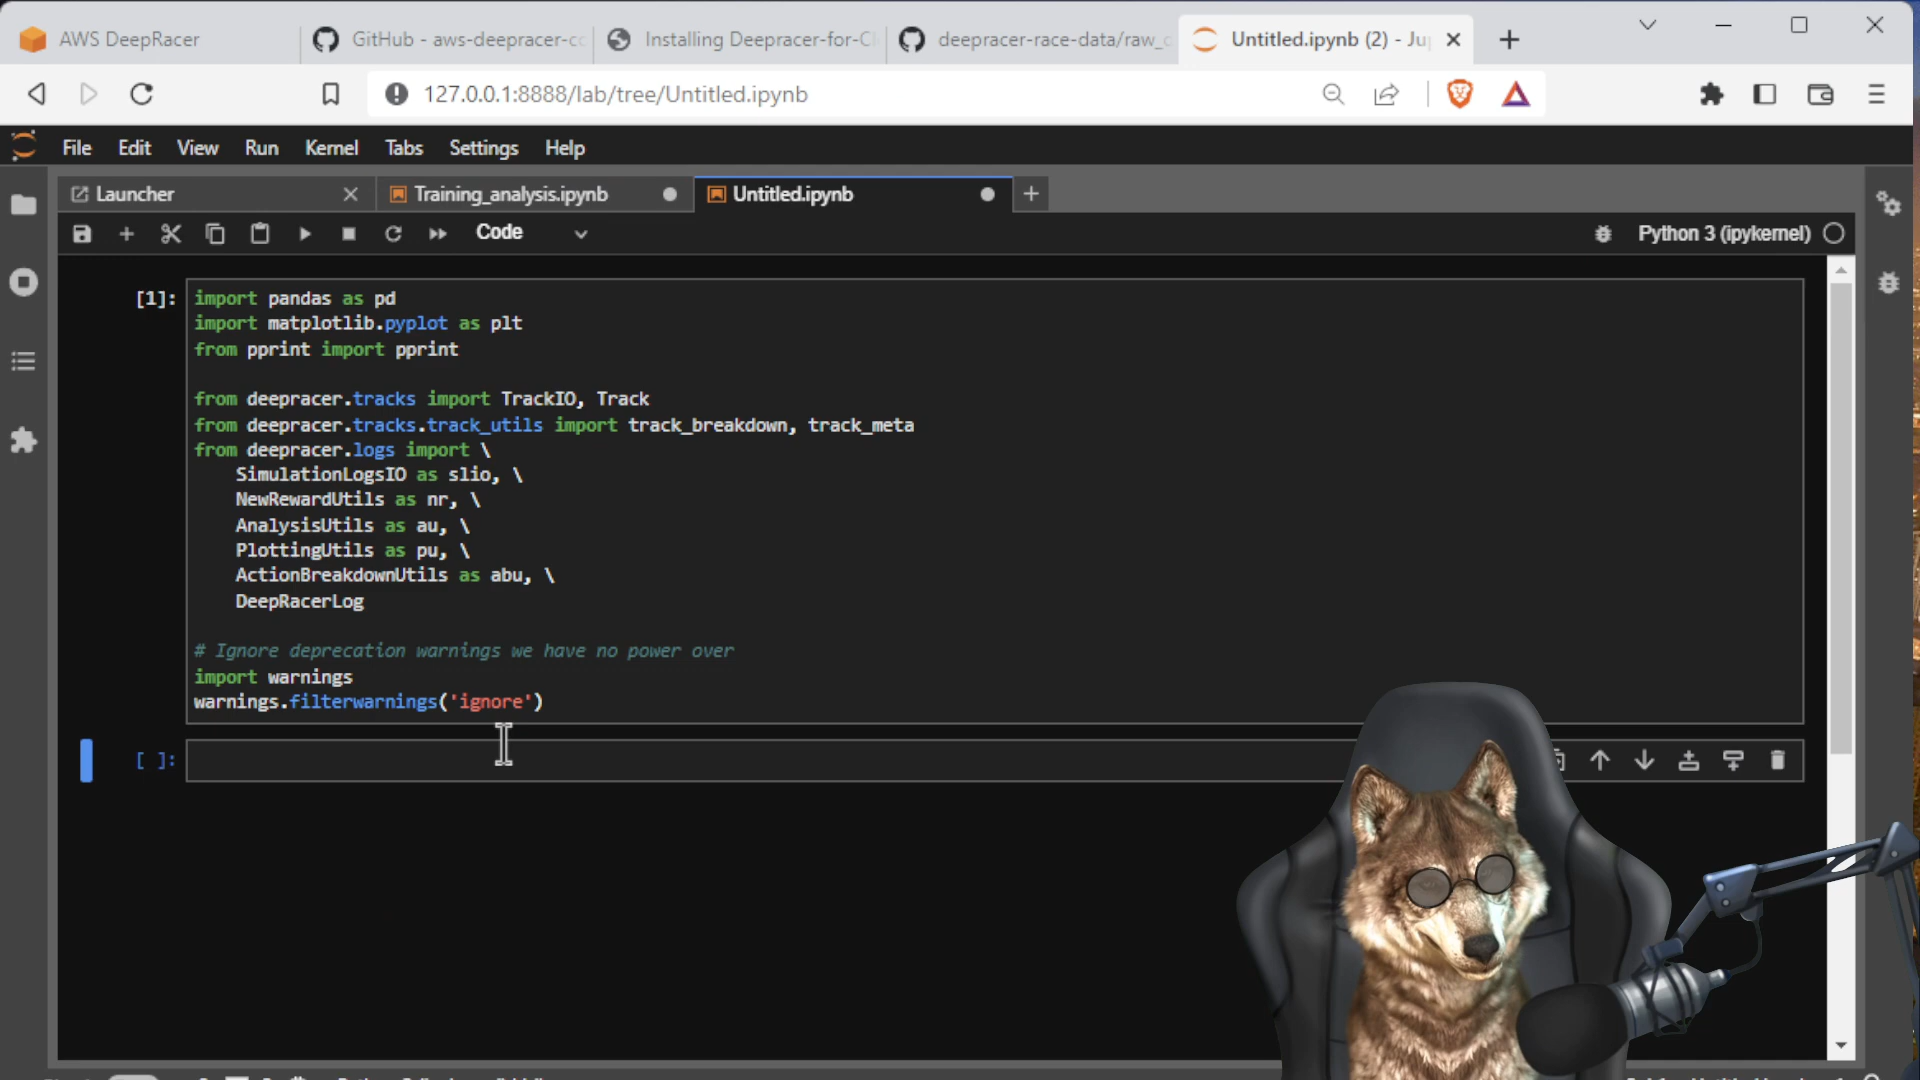 AWS DeepRacer
GitHub - aws-deepracer-cc
Installing Deepracer-for-Cl
deepracer-race-data/raw_d
Untitled.ipynb (2) - Jup
127.0.0.1:8888/lab/tree/Untitled.ipynb
File Edit View Run Kernel Tabs Settings Help
Launcher
Training_analysis.ipynb
Untitled.ipynb
Code
Python 3 (ipykernel)
[1]:
import pandas as pd
import matplotlib.pyplot as plt
from pprint import pprint
from deepracer.tracks import TrackIO, Track
from deepracer.tracks.track_utils import track_breakdown, track_meta
from deepracer.logs import \
SimulationLogsIO as slio, \
NewRewardUtils as nr, \
AnalysisUtils as au, \
PlottingUtils as pu, \
ActionBreakdownUtils as abu, \
DeepRacerLog
# Ignore deprecation warnings we have no power over
import warnings
warnings.filterwarnings('ignore')
[ ]: